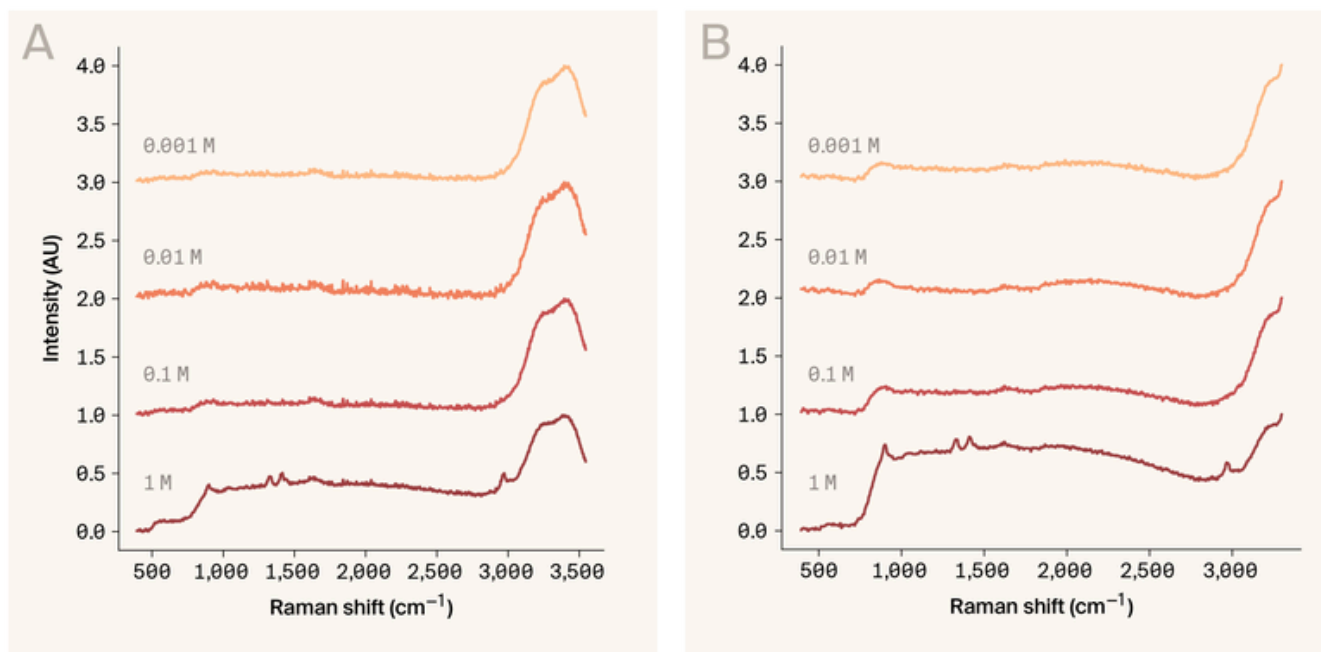 A
Intensity (AU)
4.0
3.5
3.0
2.5
2.0
1.5
1.0
0.5
0.0
0.001 M
0.01 M
0.1 M
1 M
500 1,000 1,500 2,000 2,500 3,000 3,500
Raman shift (cm⁻¹)
B
4.0
3.5
3.0
2.5
2.0
1.5
1.0
0.5
0.0
0.001 M
0.01 M
0.1 M
1 M
500 1,000 1,500 2,000 2,500 3,000
Raman shift (cm⁻¹)